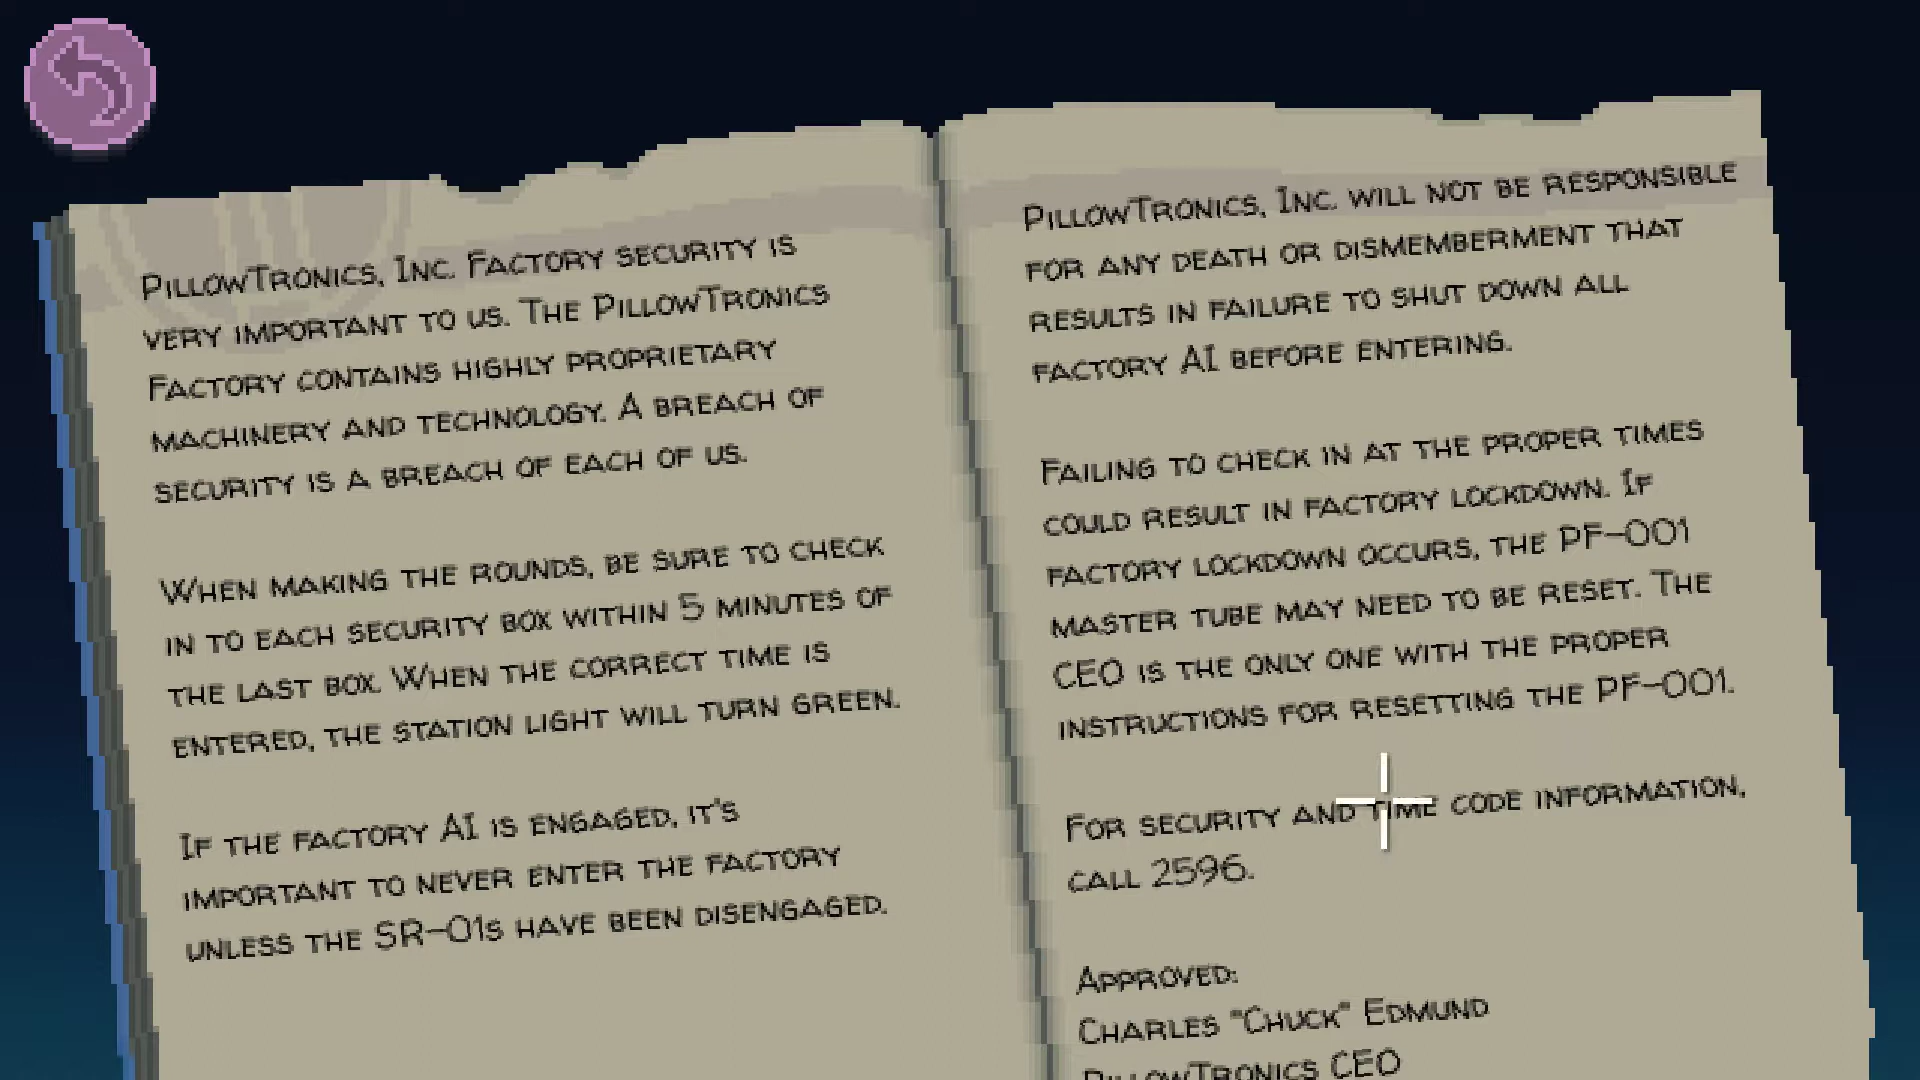 PillowTronics, Inc. Factory security is
very important to us. The PillowTronics
Factory contains highly proprietary
machinery and technology. A breach of
security is a breach of each of us.
When making the rounds, be sure to check
in to each security box within 5 minutes of
the last box. When the correct time is
entered, the station light will turn green.
If the factory AI is engaged, it's
important to never enter the factory
unless the SR-01s have been disengaged.
PillowTronics, Inc. will not be responsible
for any death or dismemberment that
results in failure to shut down all
factory AI before entering.
Failing to check in at the proper times
could result in factory lockdown. If
factory lockdown occurs, the PF-001
master tube may need to be reset. The
CEO is the only one with the proper
instructions for resetting the PF-001.
For security and time code information,
call 2596.
Approved:
Charles "Chuck" Edmund
PillowTronics CEO